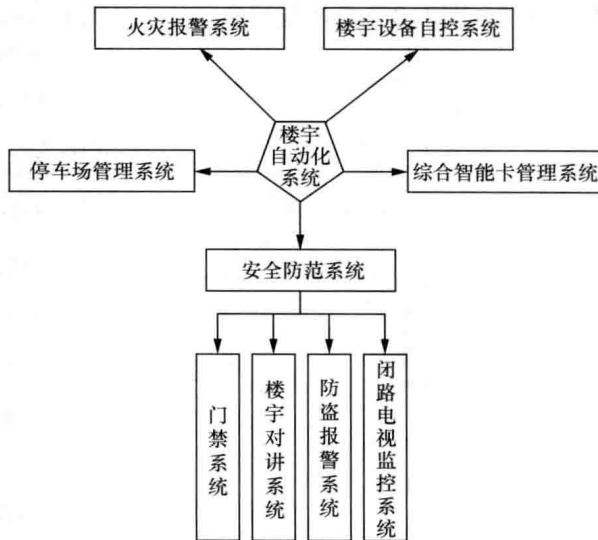 火灾报警系统
楼宇设备自控系统
楼宇
自动化
系统
停车场管理系统
综合智能卡管理系统
安全防范系统
门禁系统
楼宇对讲系统
防盗报警系统
闭路电视监控系统